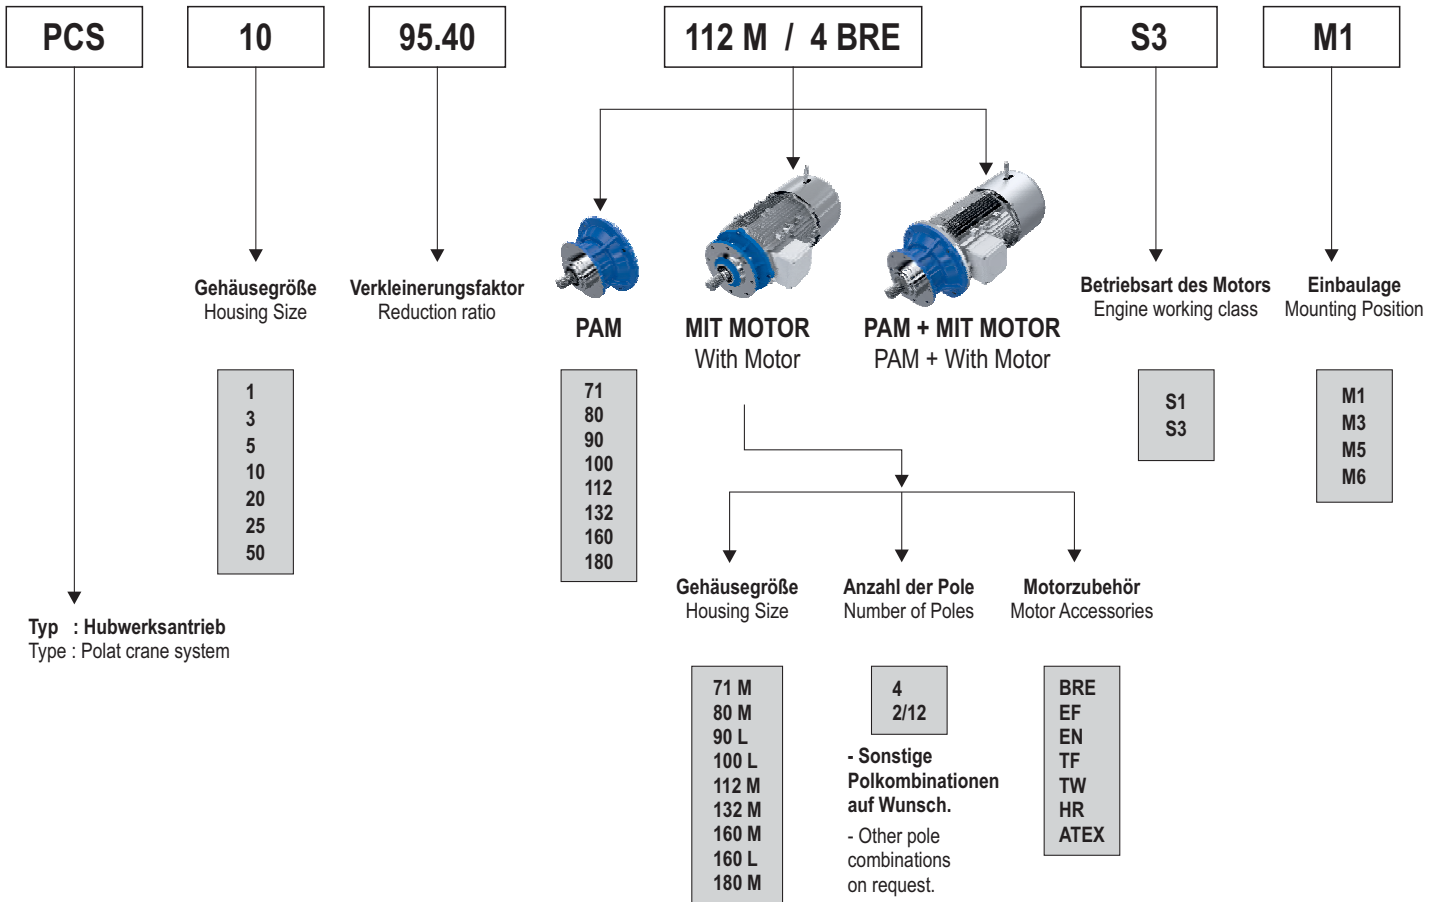 PCS
10
95.40
112 M / 4 BRE
S3
M1
Gehäusegröße
Housing Size
1
3
5
10
20
25
50
Verkleinerungsfaktor
Reduction ratio
PAM
71
80
90
100
112
132
160
180
MIT MOTOR
With Motor
PAM + MIT MOTOR
PAM + With Motor
Betriebsart des Motors
Engine working class
S1
S3
Einbaulage
Mounting Position
M1
M3
M5
M6
Typ : Hubwerksantrieb
Type : Polat crane system
Gehäusegröße
Housing Size
71 M
80 M
90 L
100 L
112 M
132 M
160 M
160 L
180 M
Anzahl der Pole
Number of Poles
4
2/12
- Sonstige
Polkombinationen
auf Wunsch.
- Other pole
combinations
on request.
Motorzubehör
Motor Accessories
BRE
EF
EN
TF
TW
HR
ATEX